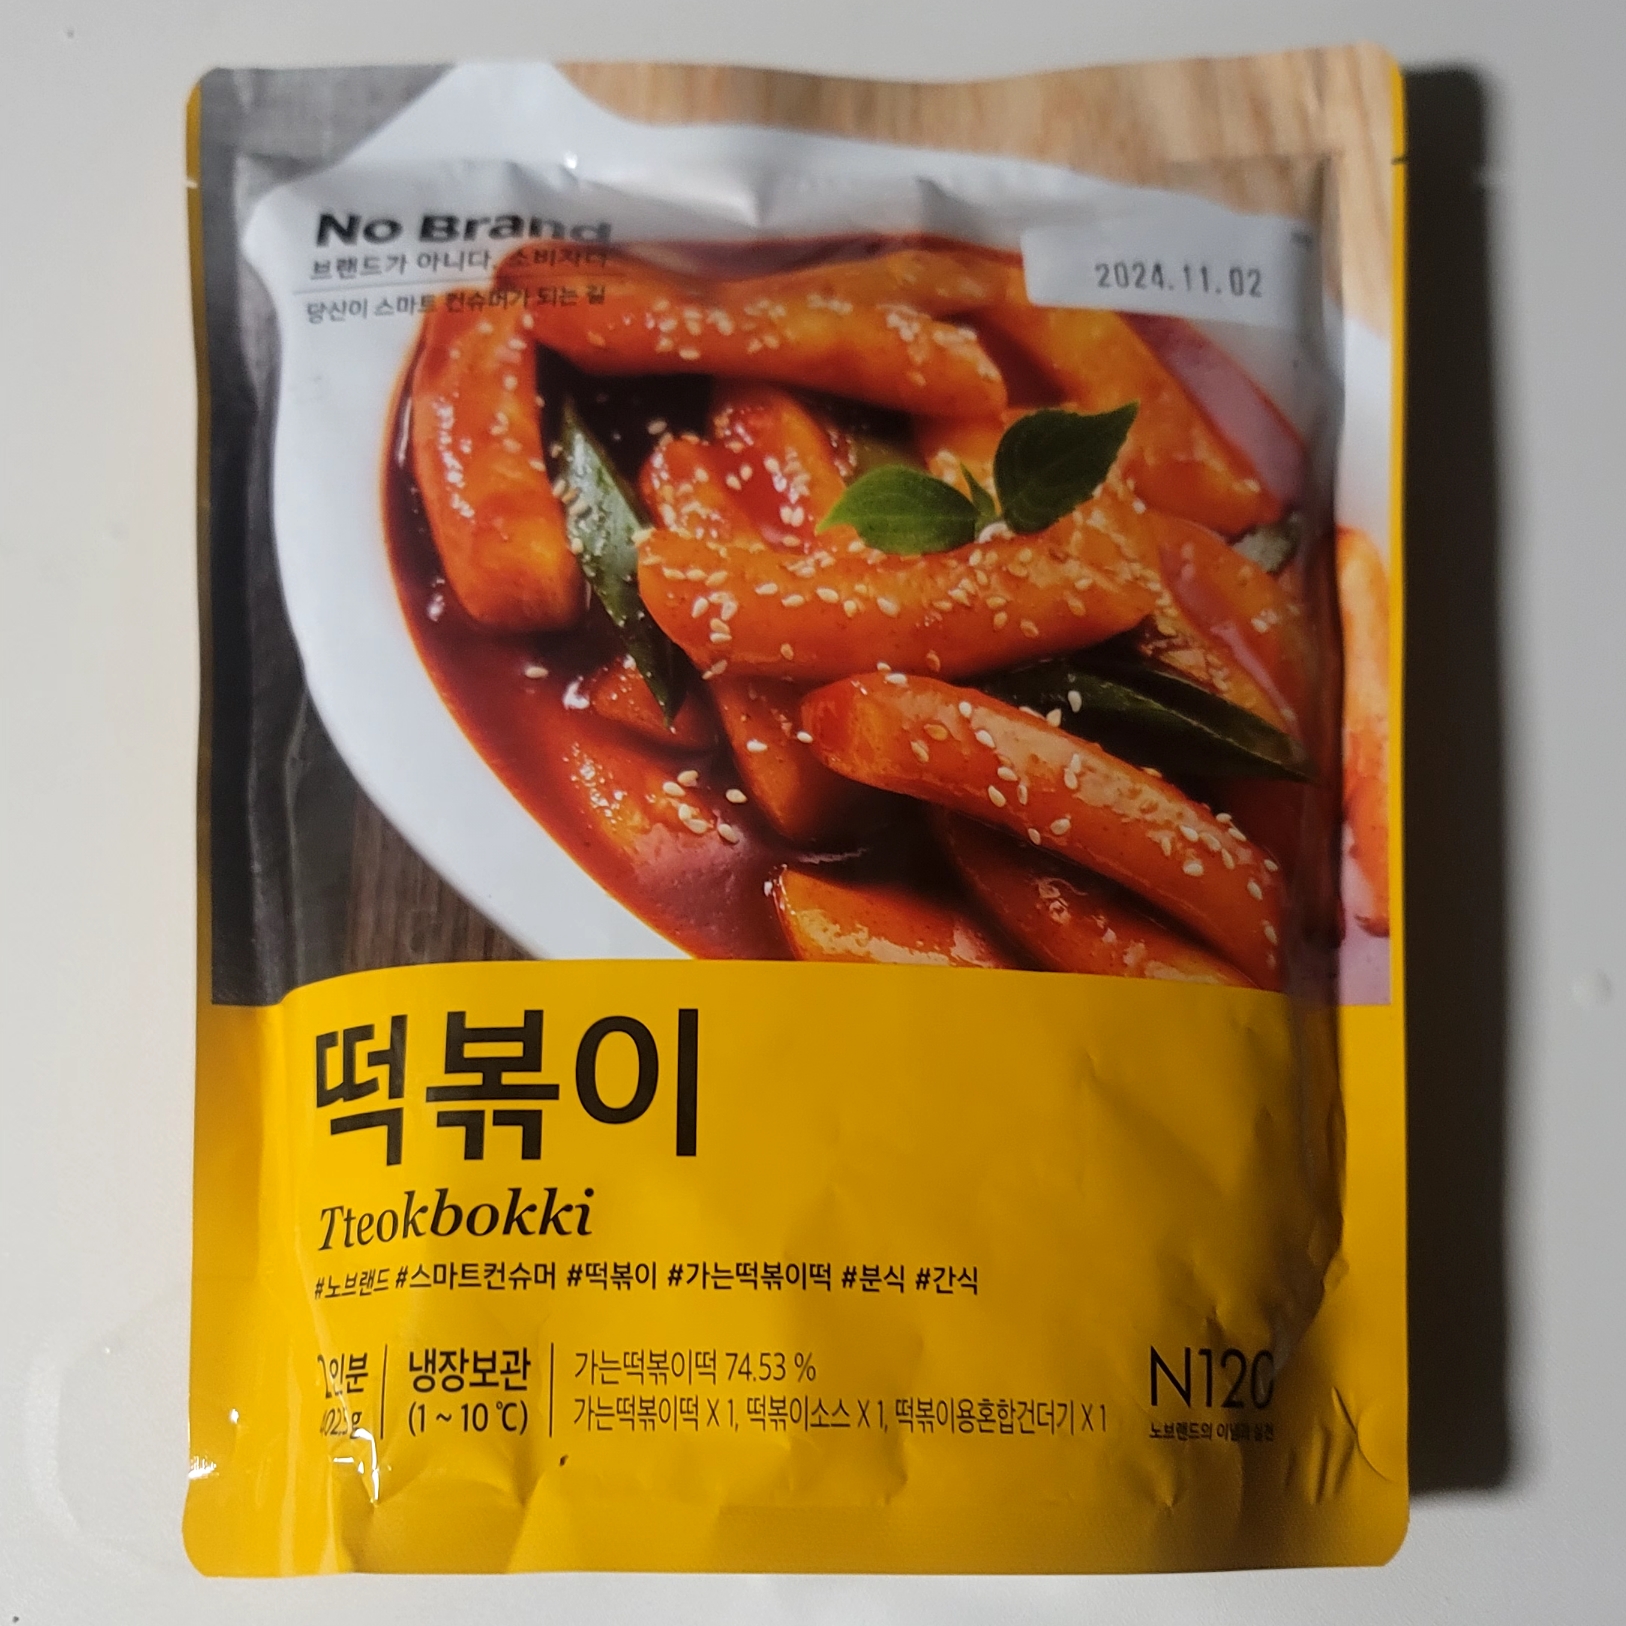 No Brand
브랜드가 아니다. 소비자다
당신이 스마트 컨슈머가 되는 길
2024.11.02
떡볶이
Tteokbokki
#노브랜드 #스마트컨슈머 #떡볶이 #가는떡볶이떡 #분식 #간식
2인분
402.5g
냉장보관
(1 ~ 10 ℃)
가는떡볶이떡 74.53 %
가는떡볶이떡 X 1, 떡볶이소스 X 1, 떡볶이용혼합건더기 X 1
N120
노브랜드의 이념과 실천